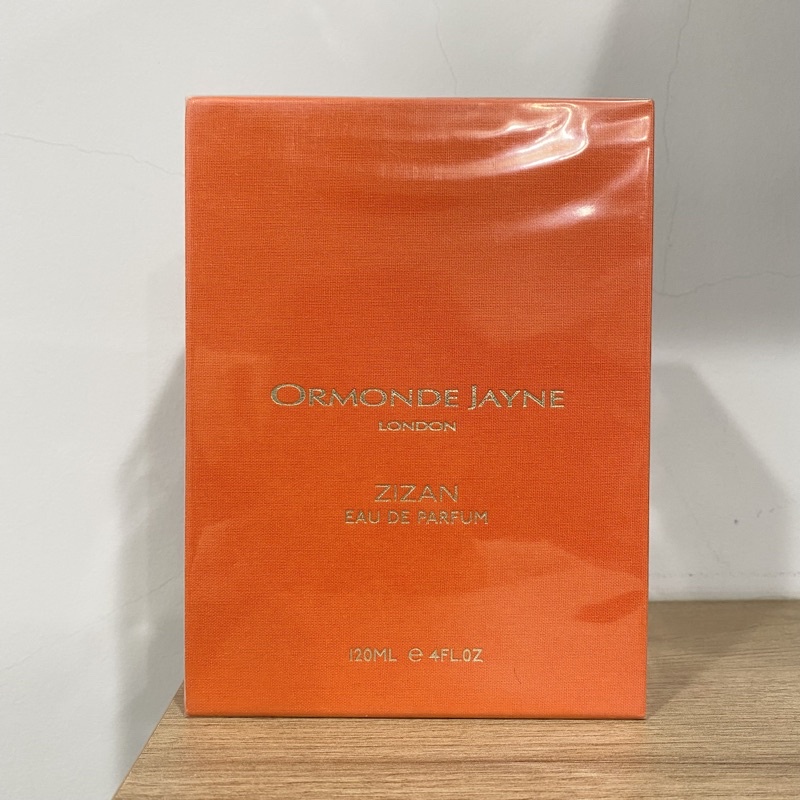 ORMONDE JAYNE
LONDON
ZIZAN
EAU DE PARFUM
120ML ℮ 4FL.OZ